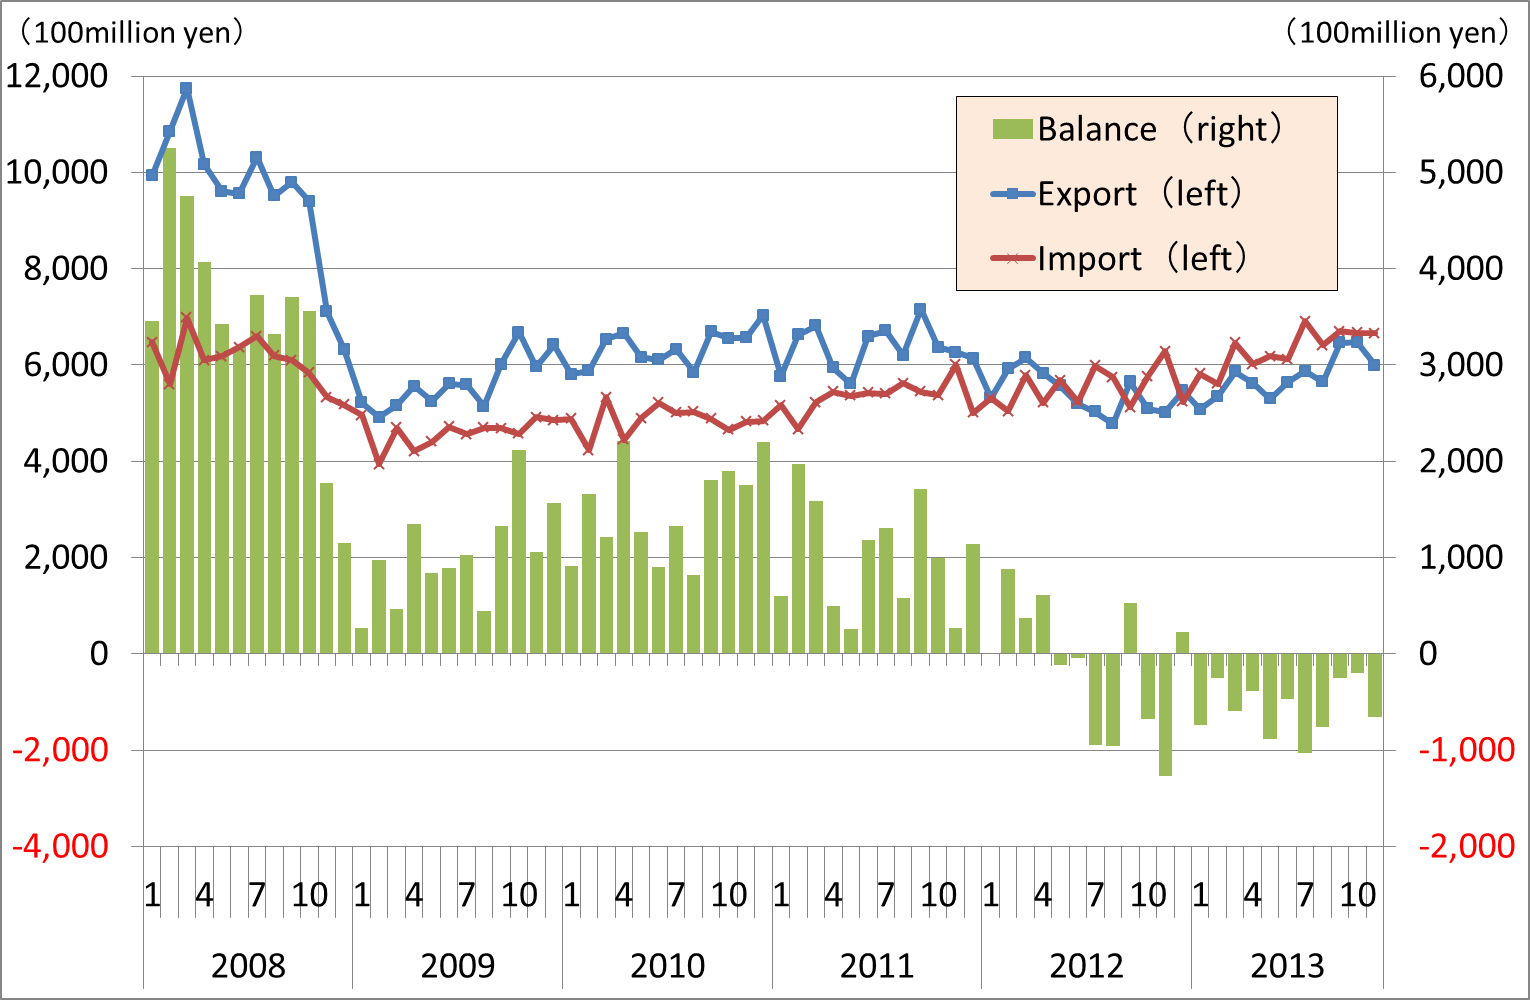 （100million yen） （100million yen）
12,000 6,000
10,000 5,000
8,000 4,000
6,000 3,000
4,000 2,000
2,000 1,000
0 0
-2,000 -1,000
-4,000 -2,000
Balance（right）
Export（left）
Import（left）
1 4 7 10 1 4 7 10 1 4 7 10 1 4 7 10 1 4 7 10 1 4 7 10
2008 2009 2010 2011 2012 2013